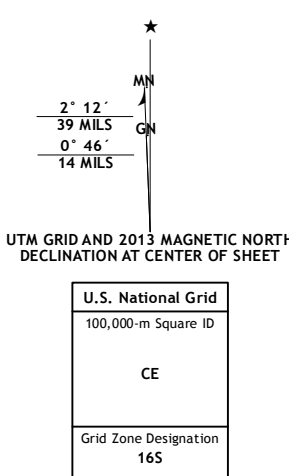 ★
MN
2° 12´
39 MILS
GN
0° 46´
14 MILS
UTM GRID AND 2013 MAGNETIC NORTH
DECLINATION AT CENTER OF SHEET
U.S. National Grid
100,000-m Square ID
CE
Grid Zone Designation
16S